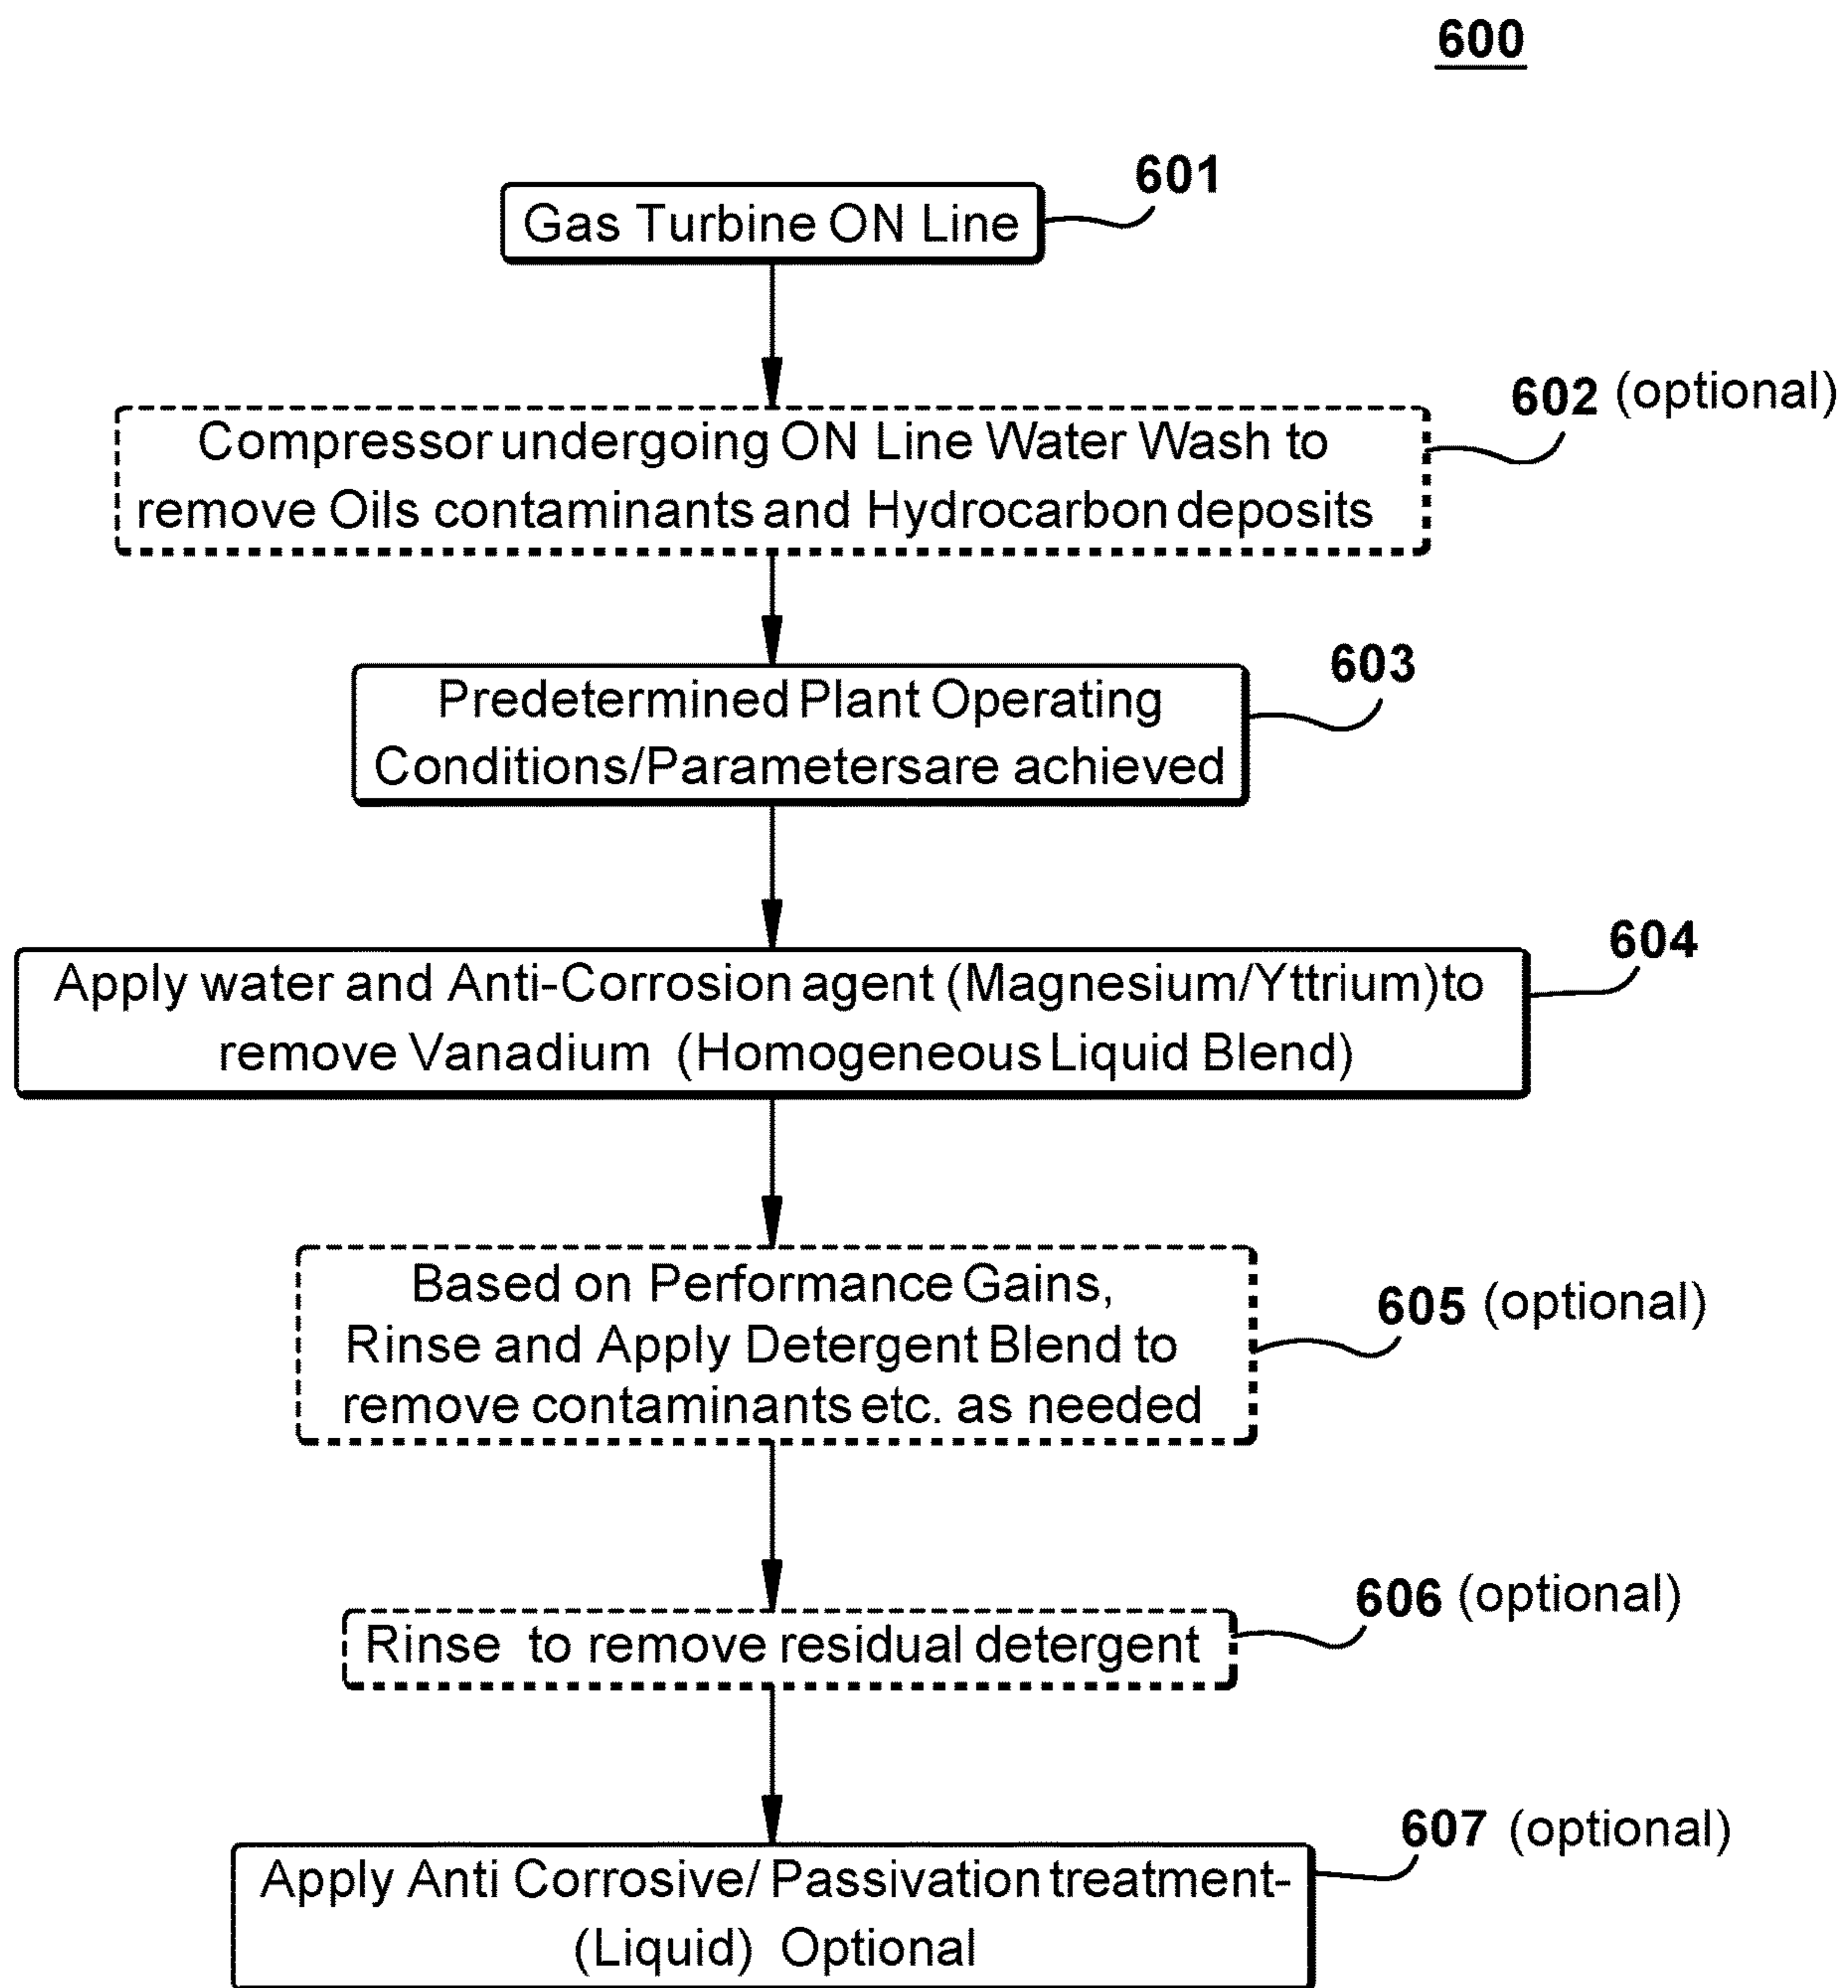 600
601
Gas Turbine ON Line
602 (optional)
Compressor undergoing ON Line Water Wash to
remove Oils contaminants and Hydrocarbon deposits
603
Predetermined Plant Operating
Conditions/Parametersare achieved
604
Apply water and Anti-Corrosion agent (Magnesium/Yttrium)to
remove Vanadium (Homogeneous Liquid Blend)
605 (optional)
Based on Performance Gains,
Rinse and Apply Detergent Blend to
remove contaminants etc. as needed
606 (optional)
Rinse to remove residual detergent
607 (optional)
Apply Anti Corrosive/ Passivation treatment-
(Liquid) Optional